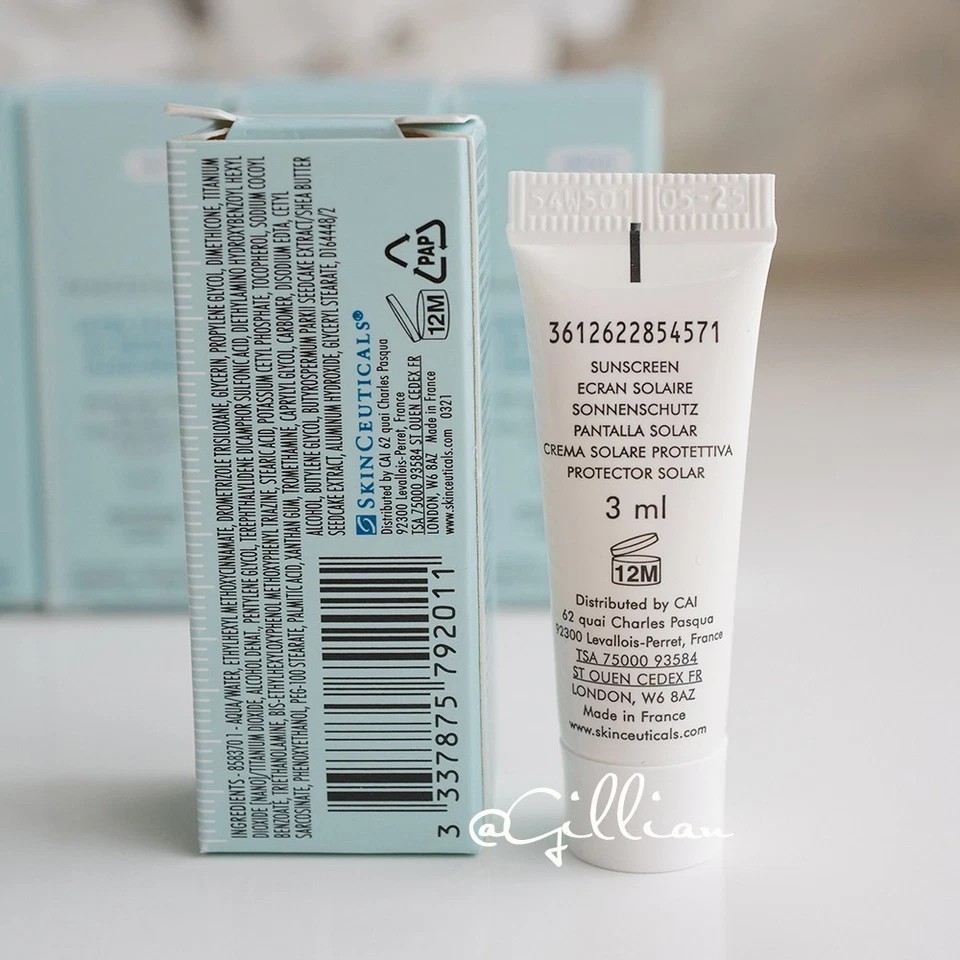 INGREDIENTS - 858370 1 - AQUA/WATER, ETHYLHEXYL METHOXYCINNAMATE, DROMETRIZOLE TRISILOXANE, GLYCERIN, PROPYLENE GLYCOL, DIMETHICONE, TITANIUM
DIOXIDE [NANO]/TITANIUM DIOXIDE, ALCOHOL DENAT., PENTYLENE GLYCOL, TEREPHTHALYLIDENE DICAMPHOR SULFONIC ACID, DIETHYLAMINO HYDROXYBENZOYL HEXYL
BENZOATE, TRIETHANOLAMINE, BIS-ETHYLHEXYLOXYPHENOL METHOXYPHENYL TRIAZINE, STEARIC ACID, POTASSIUM CETYL PHOSPHATE, TOCOPHEROL, SODIUM COCOYL
SARCOSINATE, PHENOXYETHANOL, PEG-100 STEARATE, PALMITIC ACID, XANTHAN GUM, TROMETHAMINE, CAPRYLYL GLYCOL, CARBOMER, DISODIUM EDTA, CETYL
ALCOHOL, BUTYLENE GLYCOL, BUTYROSPERMUM PARKII SEEDCAKE EXTRACT/SHEA BUTTER
SEEDCAKE EXTRACT, ALUMINUM HYDROXIDE, GLYCERYL STEARATE, D164448/2
SKINCEUTICALS®
Distributed by CAI 62 quai Charles Pasqua
92300 Levallois-Perret, France
TSA 75000 93584 ST OUEN CEDEX FR
LONDON, W6 8AZ Made in France
www.skinceuticals.com 0321
12M
PAP
3 337875 792011
54W501 05-25
3612622854571
SUNSCREEN
ECRAN SOLAIRE
SONNENSCHUTZ
PANTALLA SOLAR
CREMA SOLARE PROTETTIVA
PROTECTOR SOLAR
3 ml
12M
Distributed by CAI
62 quai Charles Pasqua
92300 Levallois-Perret, France
TSA 75000 93584
ST OUEN CEDEX FR
LONDON, W6 8AZ
Made in France
www.skinceuticals.com
@Gillian